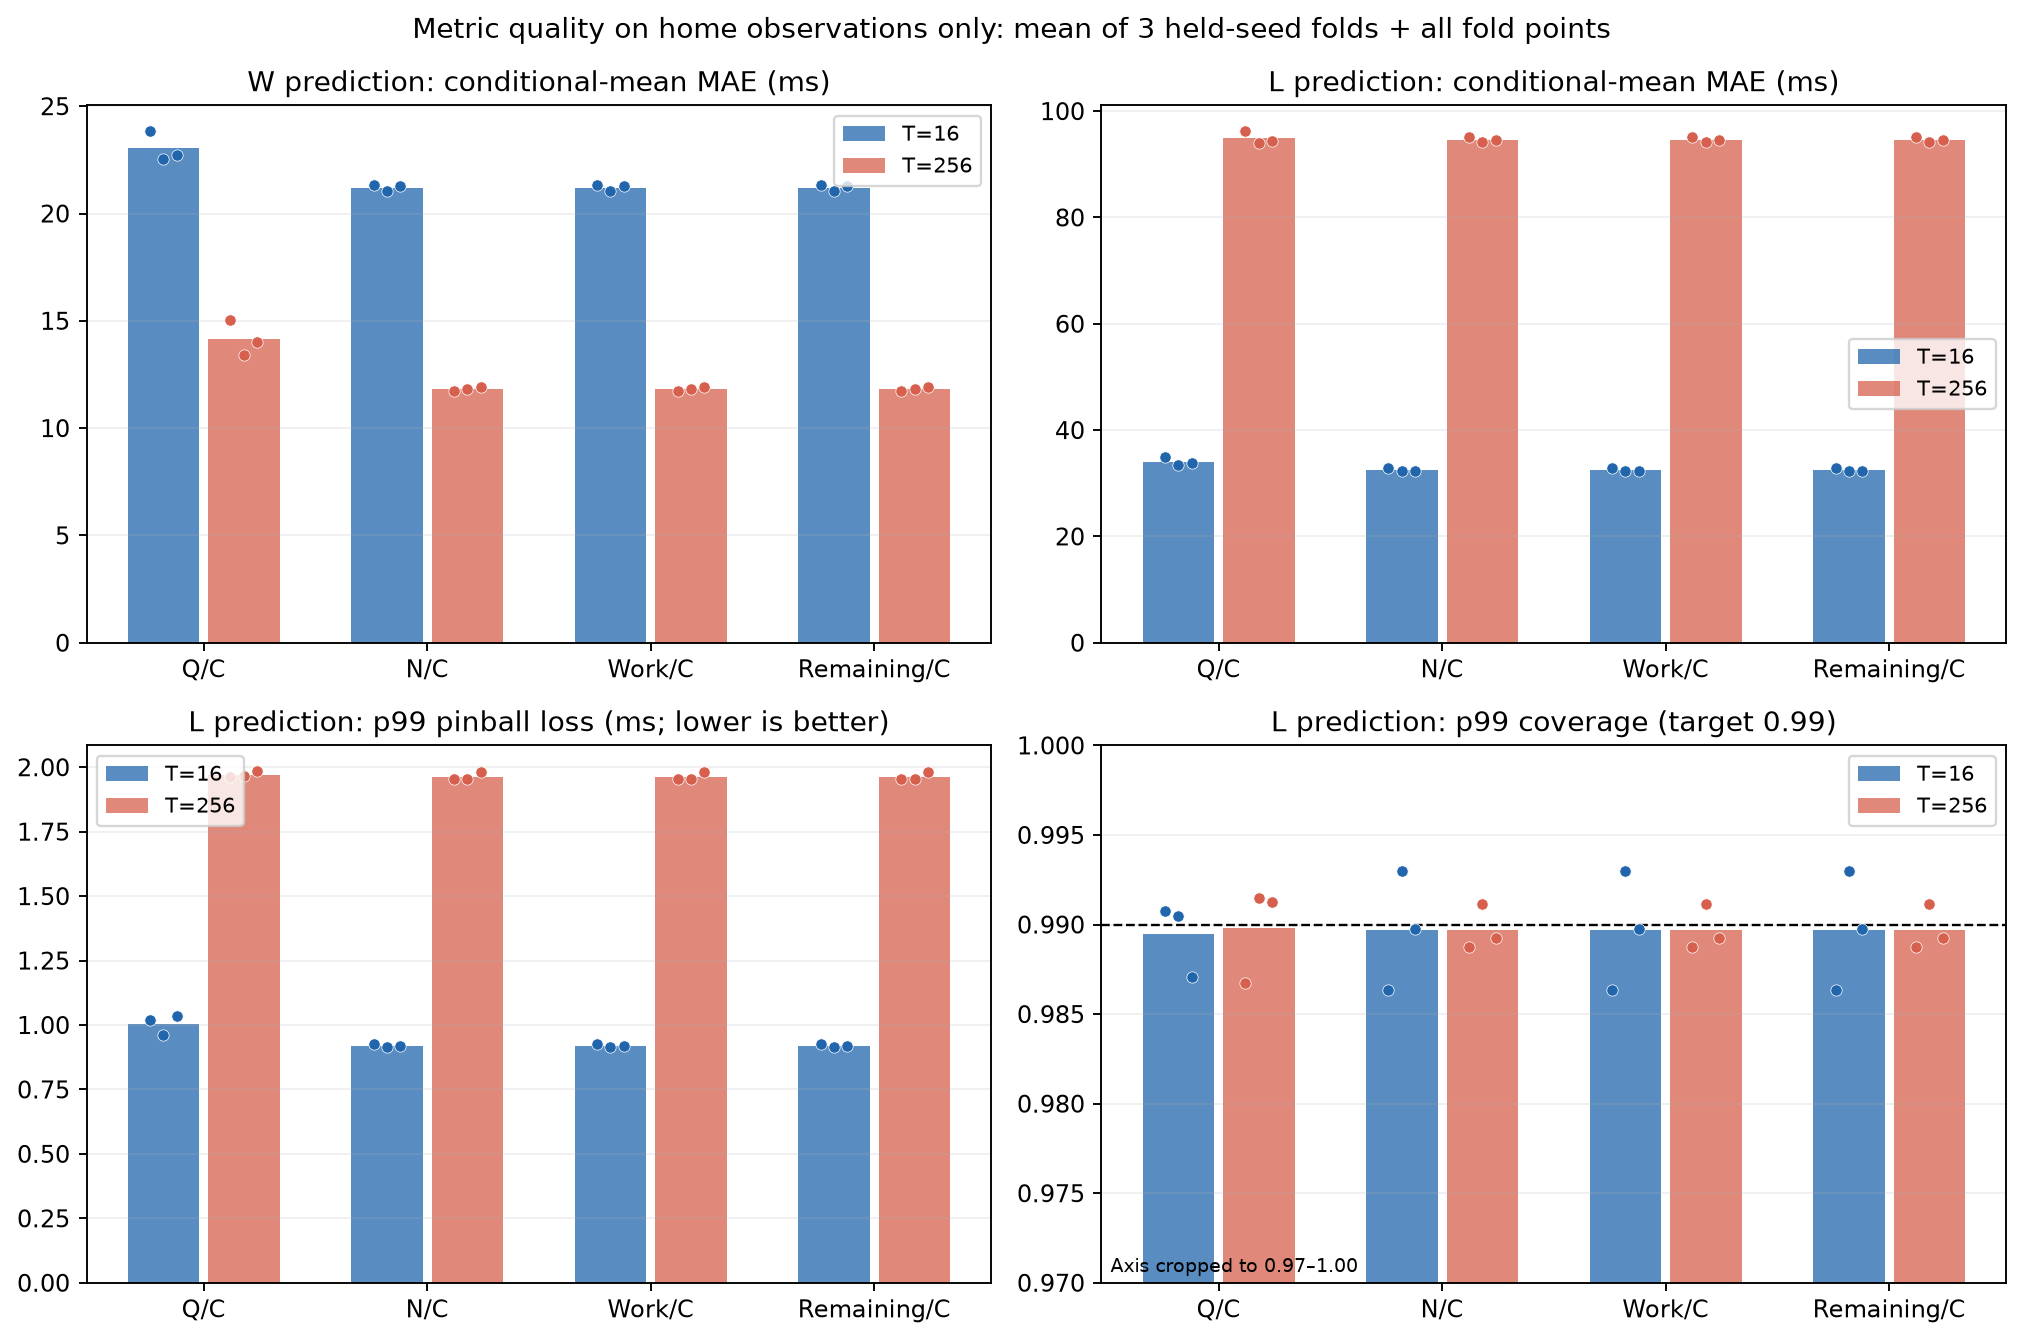 Metric quality on home observations only: mean of 3 held-seed folds + all fold points
W prediction: conditional-mean MAE (ms)
25
20
15
10
5
0
T=16
T=256
Q/C
N/C
Work/C
Remaining/C
L prediction: conditional-mean MAE (ms)
100
80
60
40
20
0
T=16
T=256
Q/C
N/C
Work/C
Remaining/C
L prediction: p99 pinball loss (ms; lower is better)
2.00
1.75
1.50
1.25
1.00
0.75
0.50
0.25
0.00
T=16
T=256
Q/C
N/C
Work/C
Remaining/C
L prediction: p99 coverage (target 0.99)
1.000
0.995
0.990
0.985
0.980
0.975
0.970
T=16
T=256
Axis cropped to 0.97–1.00
Q/C
N/C
Work/C
Remaining/C